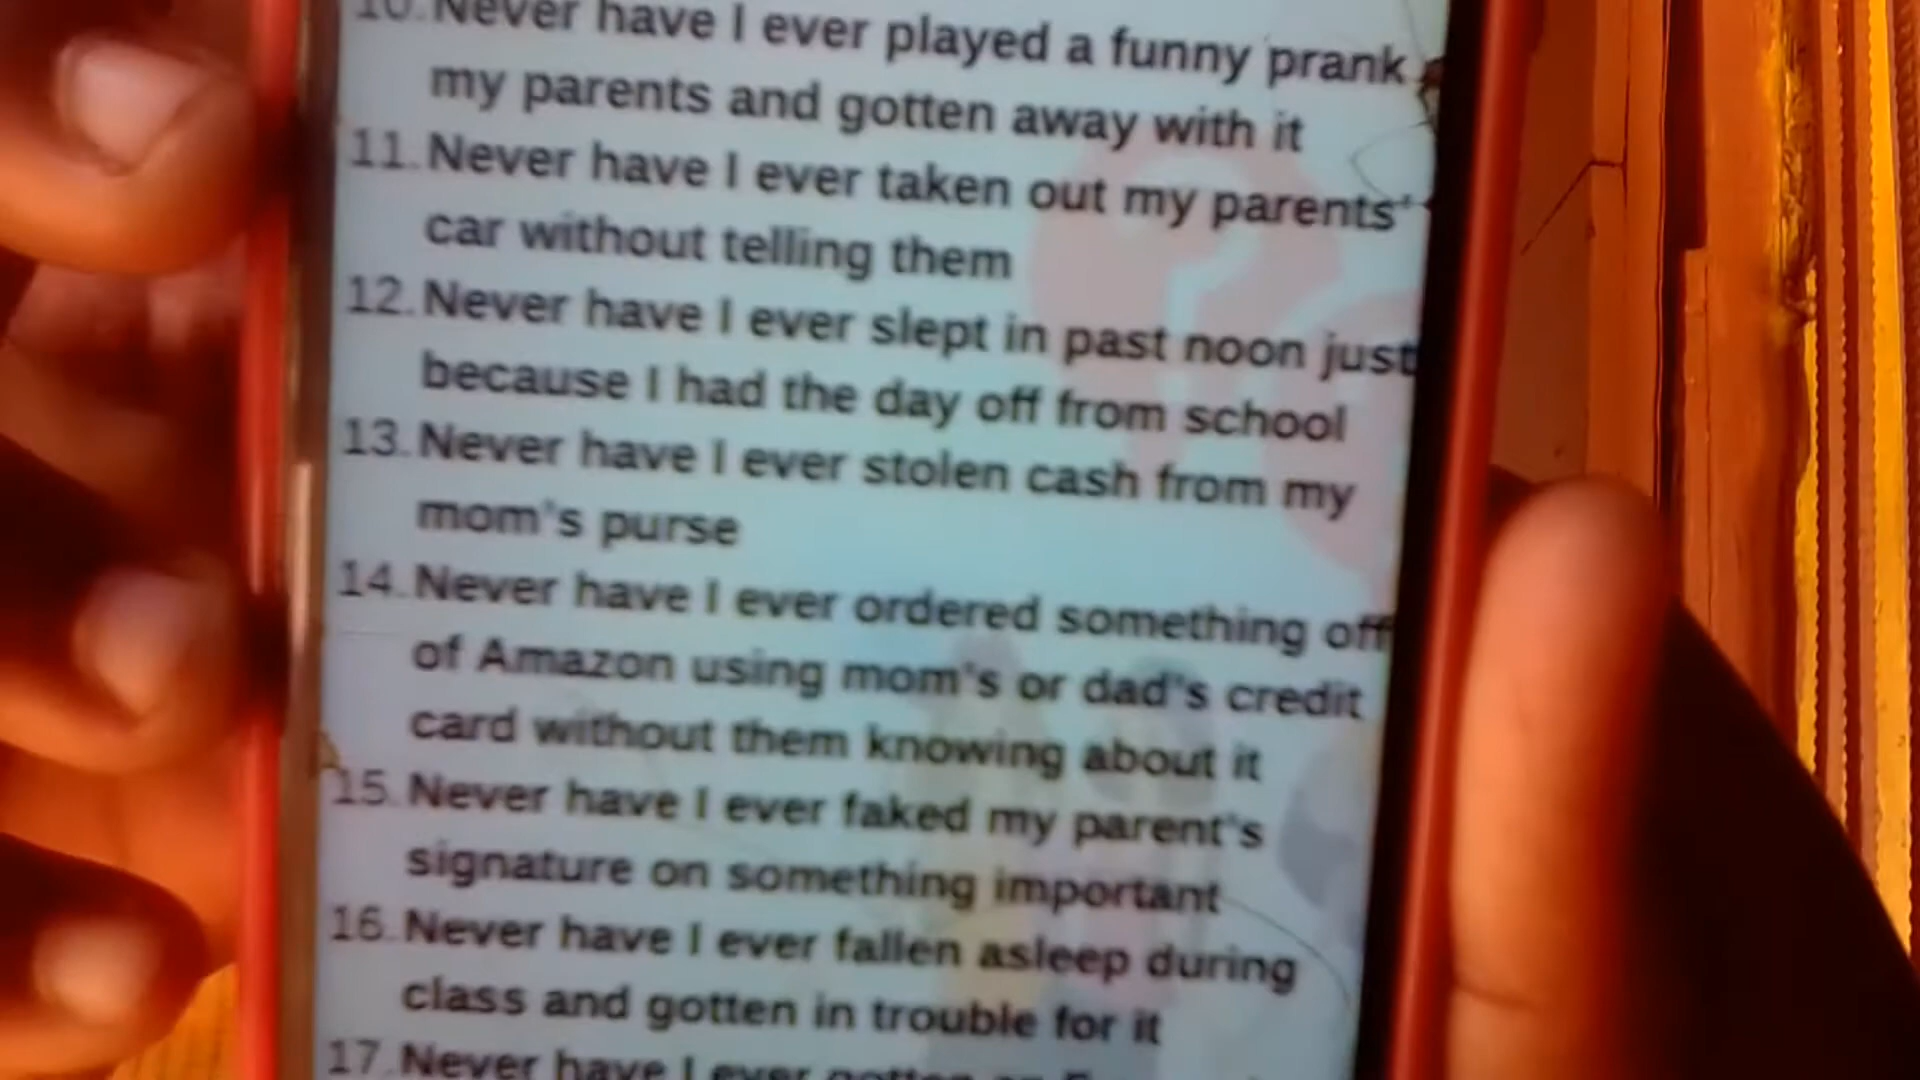 10. Never have I ever played a funny prank
my parents and gotten away with it
11. Never have I ever taken out my parents'
car without telling them
12. Never have I ever slept in past noon just
because I had the day off from school
13. Never have I ever stolen cash from my
mom's purse
14. Never have I ever ordered something off
of Amazon using mom's or dad's credit
card without them knowing about it
15. Never have I ever faked my parent's
signature on something important
16. Never have I ever fallen asleep during
class and gotten in trouble for it
17. Never have I ever gotten